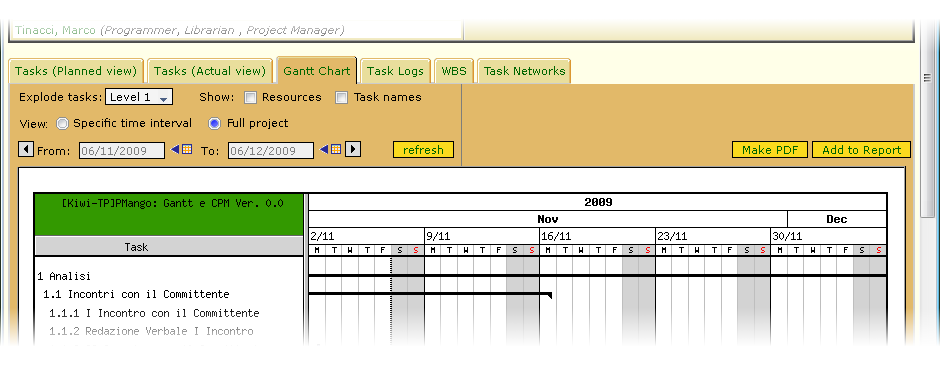 Tinacci, Marco (Programmer, Librarian , Project Manager)
Tasks (Planned view) Tasks (Actual view) Gantt Chart Task Logs WBS Task Networks
Explode tasks: Level 1 Show: Resources Task names
View: Specific time interval Full project
From: 06/11/2009 To: 06/12/2009 refresh Make PDF Add to Report
[Kiwi-TP]PMango: Gantt e CPM Ver. 0.0 2009
Nov Dec
Task 2/11 9/11 16/11 23/11 30/11
M T W T F S S M T W T F S S M T W T F S S M T W T F S S M T W T F S S
1 Analisi
1.1 Incontri con il Committente
1.1.1 I Incontro con il Committente
1.1.2 Redazione Verbale I Incontro